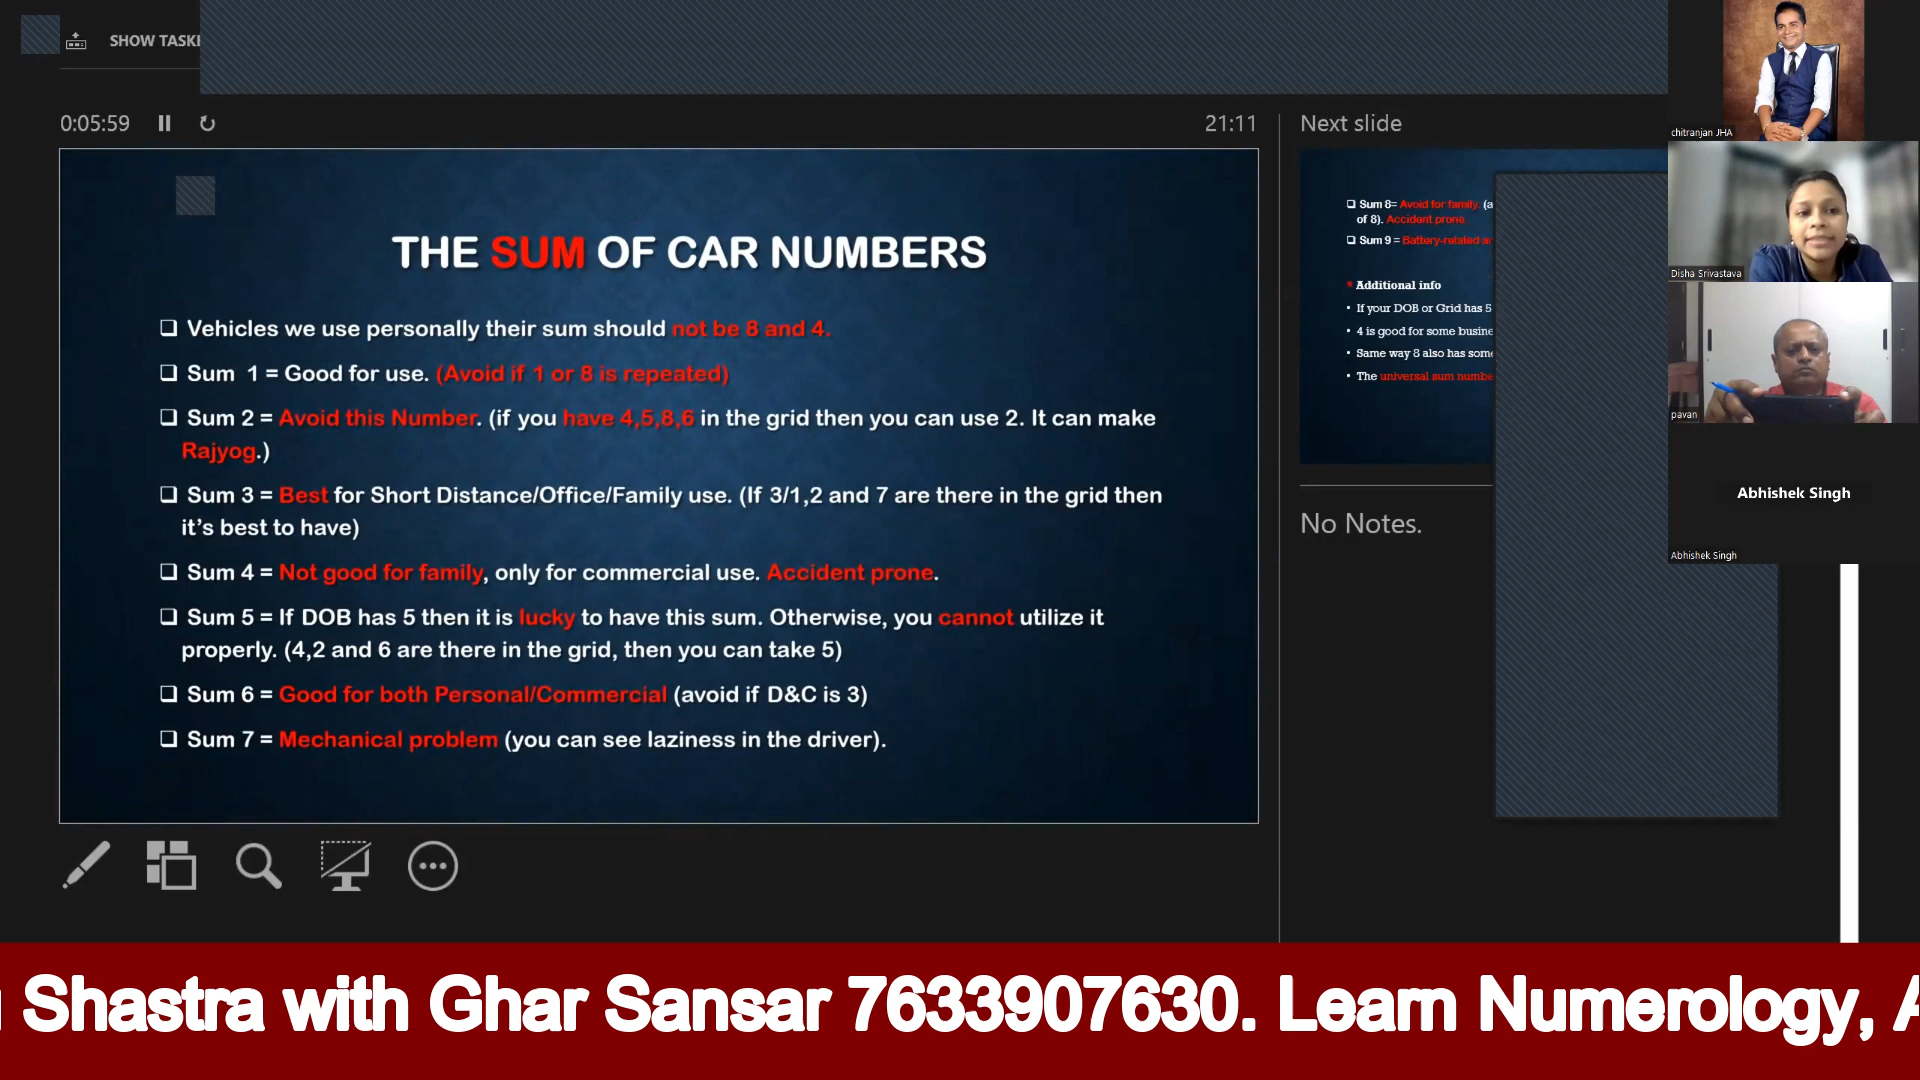 SHOW TASK
0:05:59
21:11
THE SUM OF CAR NUMBERS
❑ Vehicles we use personally their sum should not be 8 and 4.
❑ Sum 1 = Good for use. (Avoid if 1 or 8 is repeated)
❑ Sum 2 = Avoid this Number. (if you have 4,5,8,6 in the grid then you can use 2. It can make
Rajyog.)
❑ Sum 3 = Best for Short Distance/Office/Family use. (If 3/1,2 and 7 are there in the grid then
it’s best to have)
❑ Sum 4 = Not good for family, only for commercial use. Accident prone.
❑ Sum 5 = If DOB has 5 then it is lucky to have this sum. Otherwise, you cannot utilize it
properly. (4,2 and 6 are there in the grid, then you can take 5)
❑ Sum 6 = Good for both Personal/Commercial (avoid if D&C is 3)
❑ Sum 7 = Mechanical problem (you can see laziness in the driver).
Next slide
❑ Sum 8= Avoid for family. (a
of 8). Accident prone.
❑ Sum 9 = Battery-related a
* Additional info
• If your DOB or Grid has 5
• 4 is good for some busine
• Same way 8 also has som
• The universal sum numbe
No Notes.
chitranjan JHA
Disha Srivastava
pavan
Abhishek Singh
Abhishek Singh
Shastra with Ghar Sansar 7633907630. Learn Numerology, A